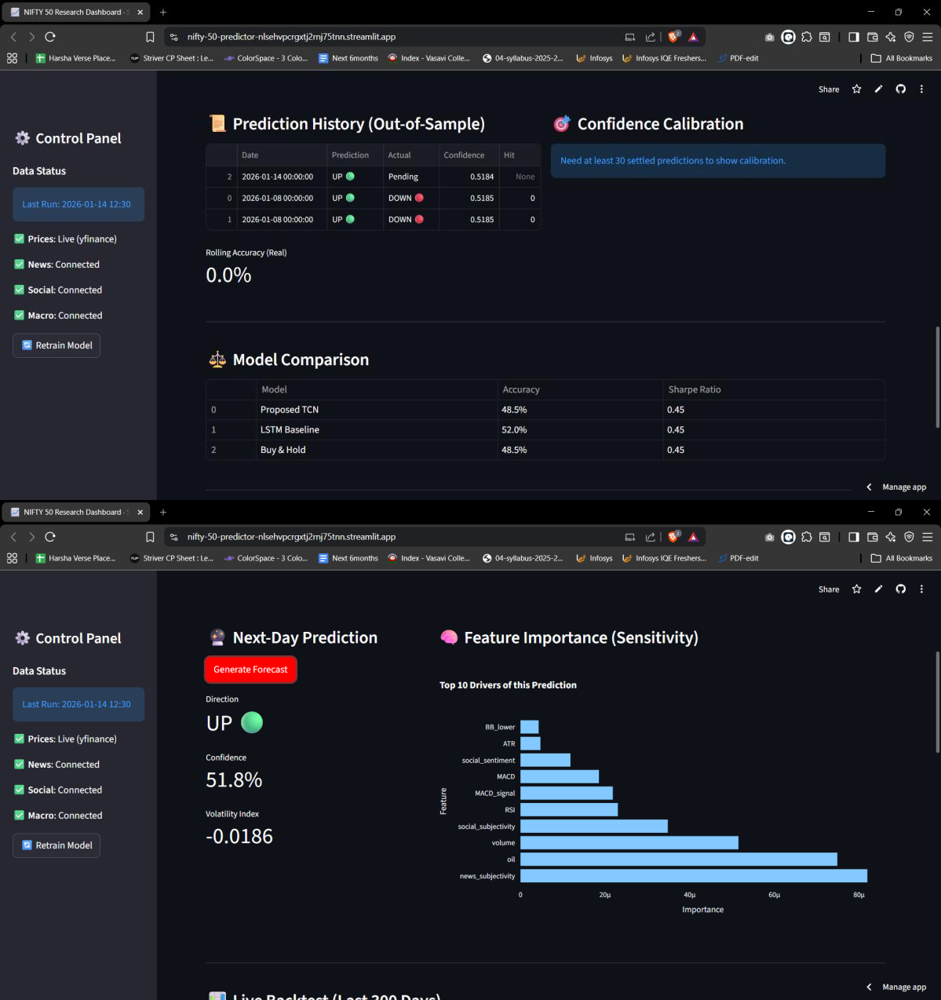 NIFTY 50 Research Dashboard · S
nifty-50-predictor-nlsehvpcrgxtj2rnj75tnn.streamlit.app
Harsha Verse Place...
Striver CP Sheet : Le...
ColorSpace - 3 Colo...
Next 6months
Index - Vasavi Colle...
04-syllabus-2025-2...
Infosys
Infosys IQE Freshers...
PDF-edit
All Bookmarks
Share
Control Panel
Data Status
Last Run: 2026-01-14 12:30
Prices: Live (yfinance)
News: Connected
Social: Connected
Macro: Connected
Retrain Model
Prediction History (Out-of-Sample)
Date Prediction Actual Confidence Hit
2 2026-01-14 00:00:00 UP Pending 0.5184 None
0 2026-01-08 00:00:00 UP DOWN 0.5185 0
1 2026-01-08 00:00:00 UP DOWN 0.5185 0
Rolling Accuracy (Real)
0.0%
Confidence Calibration
Need at least 30 settled predictions to show calibration.
Model Comparison
Model Accuracy Sharpe Ratio
0 Proposed TCN 48.5% 0.45
1 LSTM Baseline 52.0% 0.45
2 Buy & Hold 48.5% 0.45
Manage app
NIFTY 50 Research Dashboard · S
nifty-50-predictor-nlsehvpcrgxtj2rnj75tnn.streamlit.app
Harsha Verse Place...
Striver CP Sheet : Le...
ColorSpace - 3 Colo...
Next 6months
Index - Vasavi Colle...
04-syllabus-2025-2...
Infosys
Infosys IQE Freshers...
PDF-edit
All Bookmarks
Share
Control Panel
Data Status
Last Run: 2026-01-14 12:30
Prices: Live (yfinance)
News: Connected
Social: Connected
Macro: Connected
Retrain Model
Next-Day Prediction
Generate Forecast
Direction
UP
Confidence
51.8%
Volatility Index
-0.0186
Feature Importance (Sensitivity)
Top 10 Drivers of this Prediction
Feature
BB_lower
ATR
social_sentiment
MACD
MACD_signal
RSI
social_subjectivity
volume
oil
news_subjectivity
0 20μ 40μ 60μ 80μ
Importance
Live Backtest (Last 300 Days)
Manage app